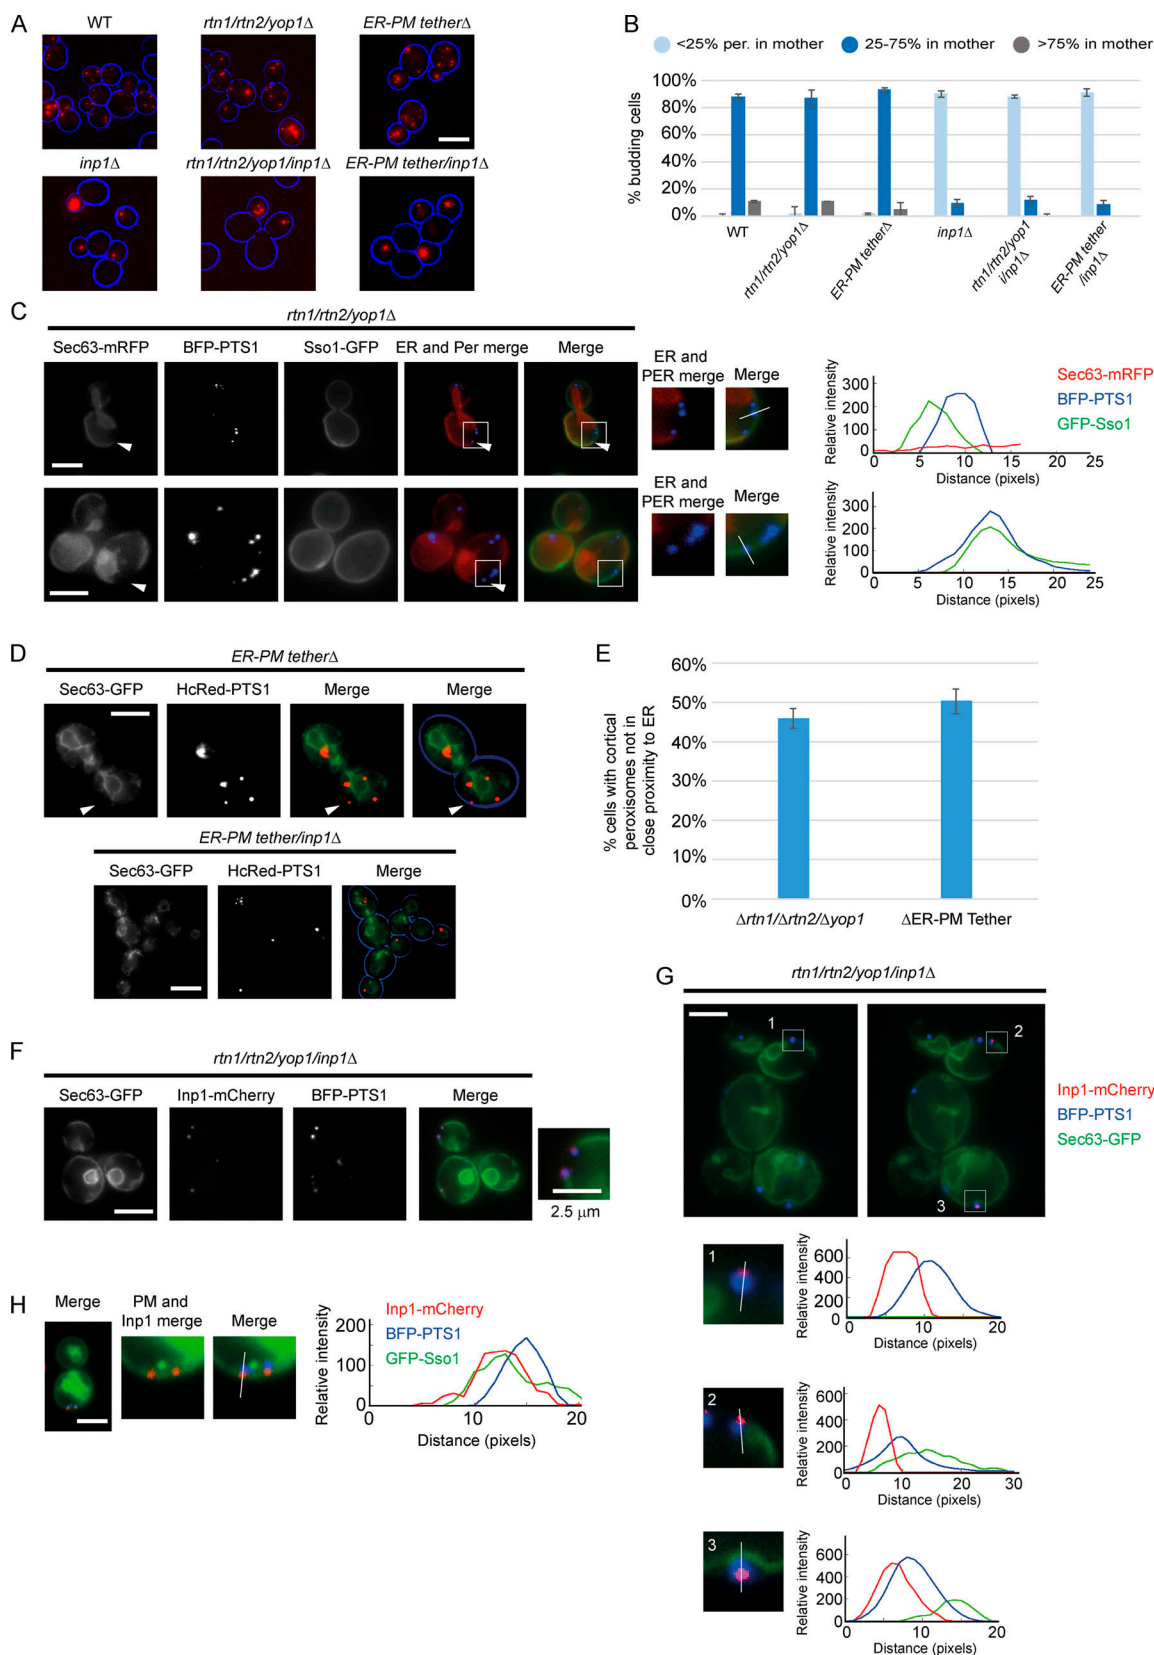 A
WT
rtn1/rtn2/yop1Δ
ER-PM tetherΔ
inp1Δ
rtn1/rtn2/yop1/inp1Δ
ER-PM tether/inp1Δ
B
<25% per. in mother
25-75% in mother
>75% in mother
% budding cells
100%
80%
60%
40%
20%
0%
WT
rtn1/rtn2/yop1Δ
ER-PM tetherΔ
inp1Δ
rtn1/rtn2/yop1
i/np1Δ
ER-PM tether
/inp1Δ
C
rtn1/rtn2/yop1Δ
Sec63-mRFP
BFP-PTS1
Sso1-GFP
ER and Per merge
Merge
ER and
PER merge
Merge
ER and
PER merge
Merge
Sec63-mRFP
BFP-PTS1
GFP-Sso1
Relative intensity
300
200
100
0
0 5 10 15 20 25
Distance (pixels)
Relative intensity
300
200
100
0
0 5 10 15 20 25
Distance (pixels)
D
ER-PM tetherΔ
Sec63-GFP
HcRed-PTS1
Merge
Merge
ER-PM tether/inp1Δ
Sec63-GFP
HcRed-PTS1
Merge
E
% cells with cortical
peroxisomes not in
close proximity to ER
60%
50%
40%
30%
20%
10%
0%
Δrtn1/Δrtn2/Δyop1
ΔER-PM Tether
F
rtn1/rtn2/yop1/inp1Δ
Sec63-GFP
Inp1-mCherry
BFP-PTS1
Merge
2.5 μm
G
rtn1/rtn2/yop1/inp1Δ
1
2
3
Inp1-mCherry
BFP-PTS1
Sec63-GFP
1
Relative intensity
600
400
200
0
0 10 20
Distance (pixels)
2
Relative intensity
600
400
200
0
0 10 20 30
Distance (pixels)
3
Relative intensity
600
400
200
0
0 10 20
Distance (pixels)
H
Merge
PM and
Inp1 merge
Merge
Inp1-mCherry
BFP-PTS1
GFP-Sso1
Relative intensity
200
100
0
0 10 20
Distance (pixels)